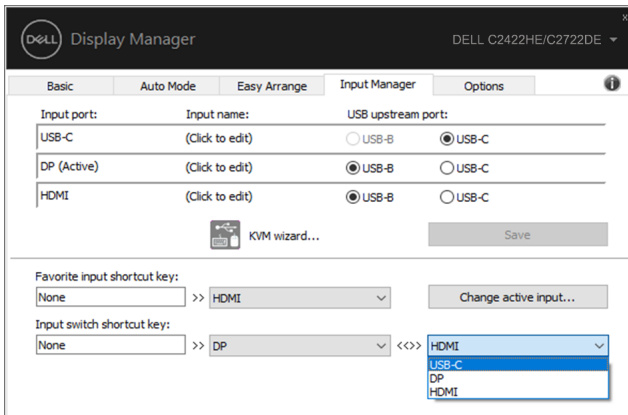 x
DELL Display Manager DELL C2422HE/C2722DE
Basic Auto Mode Easy Arrange Input Manager Options i
Input port: Input name: USB upstream port:
USB-C (Click to edit) USB-B USB-C
DP (Active) (Click to edit) USB-B USB-C
HDMI (Click to edit) USB-B USB-C
KVM wizard... Save
Favorite input shortcut key:
None >> HDMI Change active input...
Input switch shortcut key:
None >> DP <<>> HDMI
USB-C
DP
HDMI